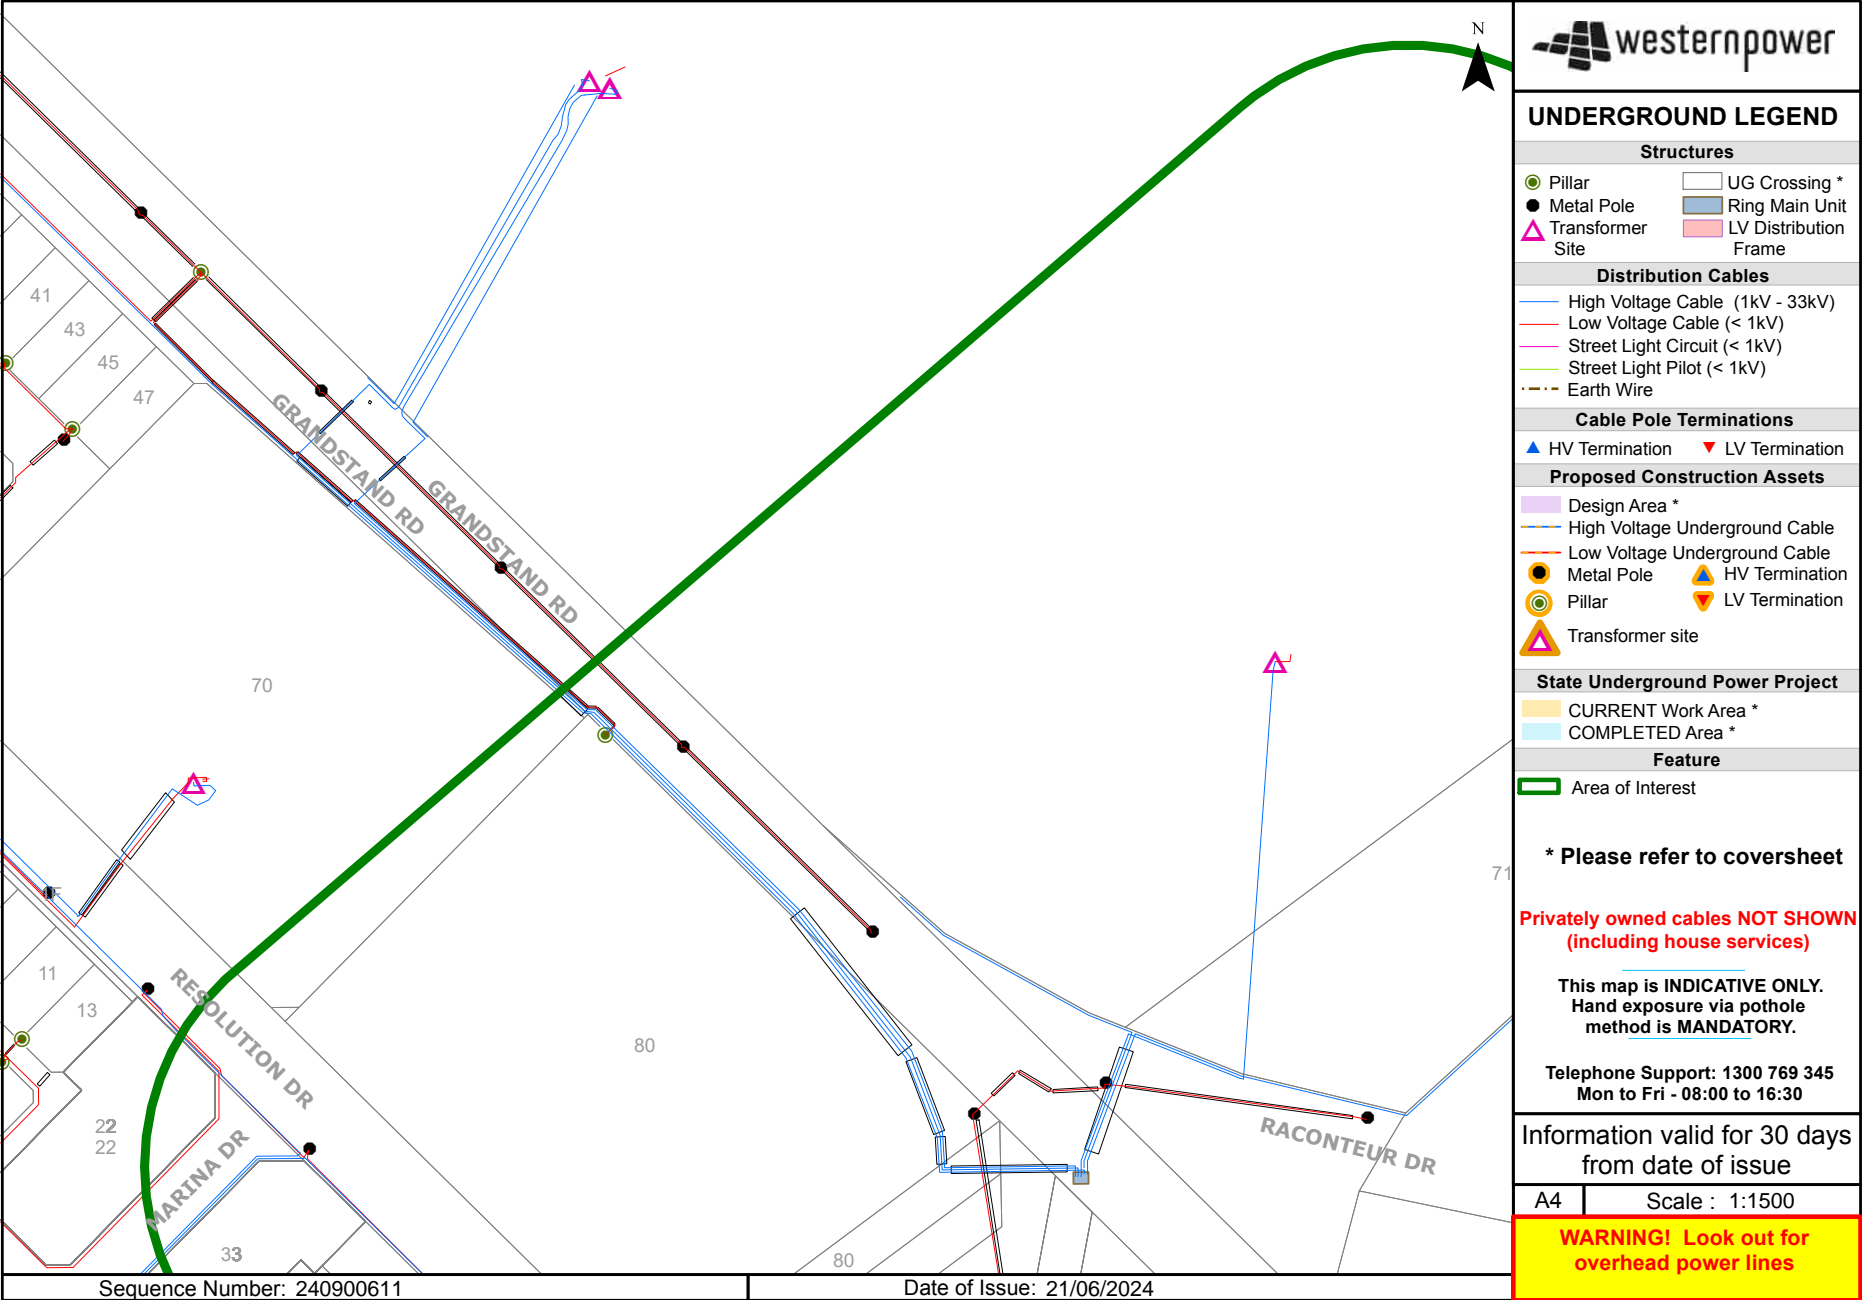 N
41
43
45
47
GRANDSTAND RD
GRANDSTAND RD
70
71
11
13
RESOLUTION DR
80
22
22
MARINA DR
RACONTEUR DR
33
80
Sequence Number: 240900611
Date of Issue: 21/06/2024
westernpower
UNDERGROUND LEGEND
Structures
Pillar
UG Crossing *
Metal Pole
Ring Main Unit
Transformer
Site
LV Distribution
Frame
Distribution Cables
High Voltage Cable (1kV - 33kV)
Low Voltage Cable (< 1kV)
Street Light Circuit (< 1kV)
Street Light Pilot (< 1kV)
Earth Wire
Cable Pole Terminations
HV Termination
LV Termination
Proposed Construction Assets
Design Area *
High Voltage Underground Cable
Low Voltage Underground Cable
Metal Pole
HV Termination
Pillar
LV Termination
Transformer site
State Underground Power Project
CURRENT Work Area *
COMPLETED Area *
Feature
Area of Interest
* Please refer to coversheet
Privately owned cables NOT SHOWN
(including house services)
This map is INDICATIVE ONLY.
Hand exposure via pothole
method is MANDATORY.
Telephone Support: 1300 769 345
Mon to Fri - 08:00 to 16:30
Information valid for 30 days
from date of issue
A4
Scale : 1:1500
WARNING! Look out for
overhead power lines